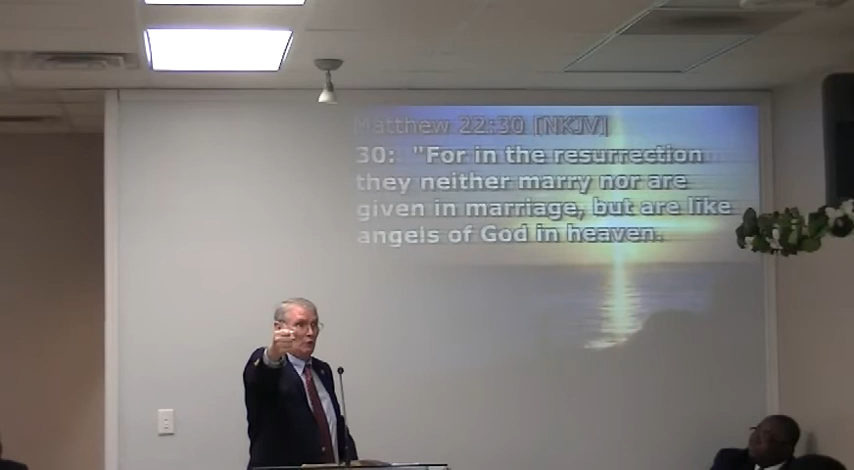 Matthew 22:30 [NKJV]
30: "For in the resurrection
they neither marry nor are
given in marriage, but are like
angels of God in heaven.